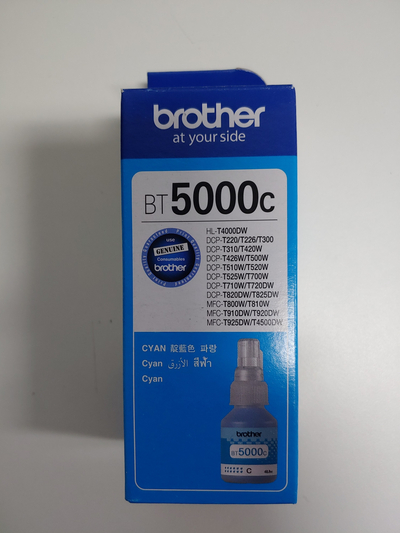 brother
at your side
BT5000c
HL-T4000DW
DCP-T220/T226/T300
DCP-T310/T420W
DCP-T426W/T500W
DCP-T510W/T520W
DCP-T525W/T700W
DCP-T710W/T720DW
DCP-T820DW/T825DW
MFC-T800W/T810W
MFC-T910DW/T920DW
MFC-T925DW/T4500DW
GENUINE
Consumables
brother
CYAN 靛藍色 파랑
Cyan الأزرق สีฟ้า
Cyan
brother
BT5000c
C